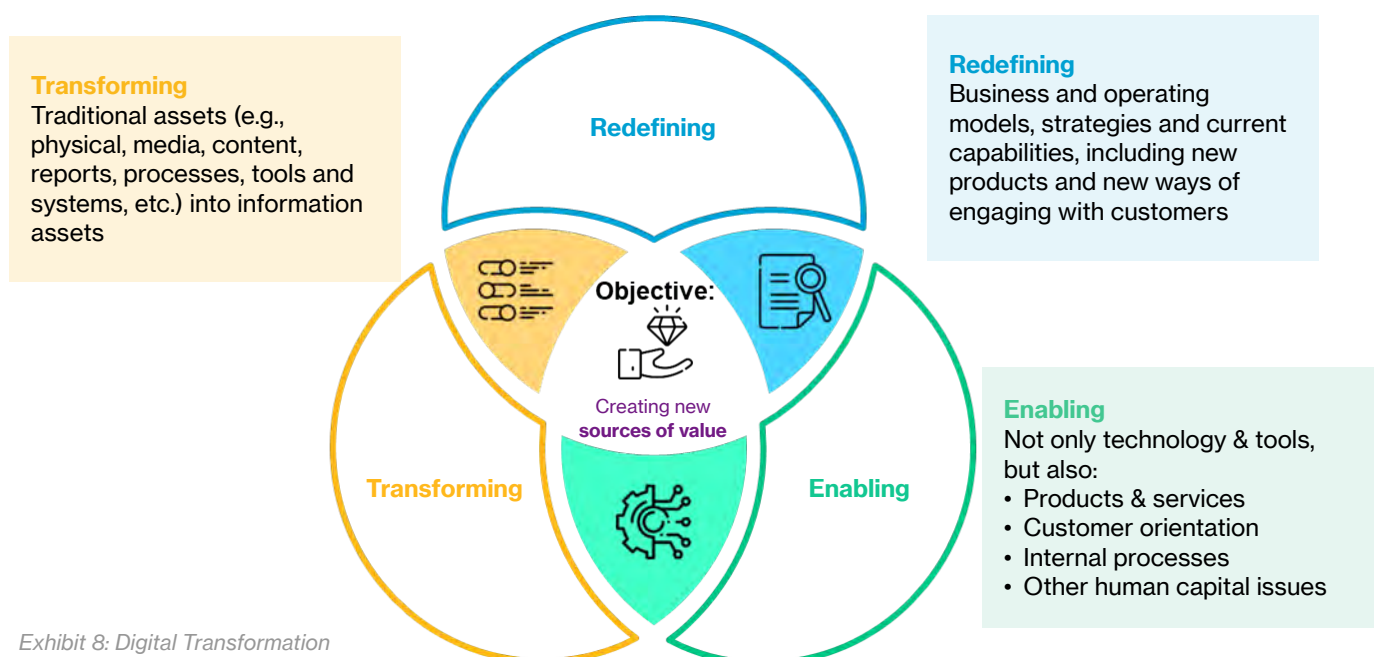 Transforming
Traditional assets (e.g.,
physical, media, content,
reports, processes, tools and
systems, etc.) into information
assets
Redefining
Redefining
Business and operating
models, strategies and current
capabilities, including new
products and new ways of
engaging with customers
Objective:
Creating new
sources of value
Transforming
Enabling
Enabling
Not only technology & tools,
but also:
• Products & services
• Customer orientation
• Internal processes
• Other human capital issues
Exhibit 8: Digital Transformation